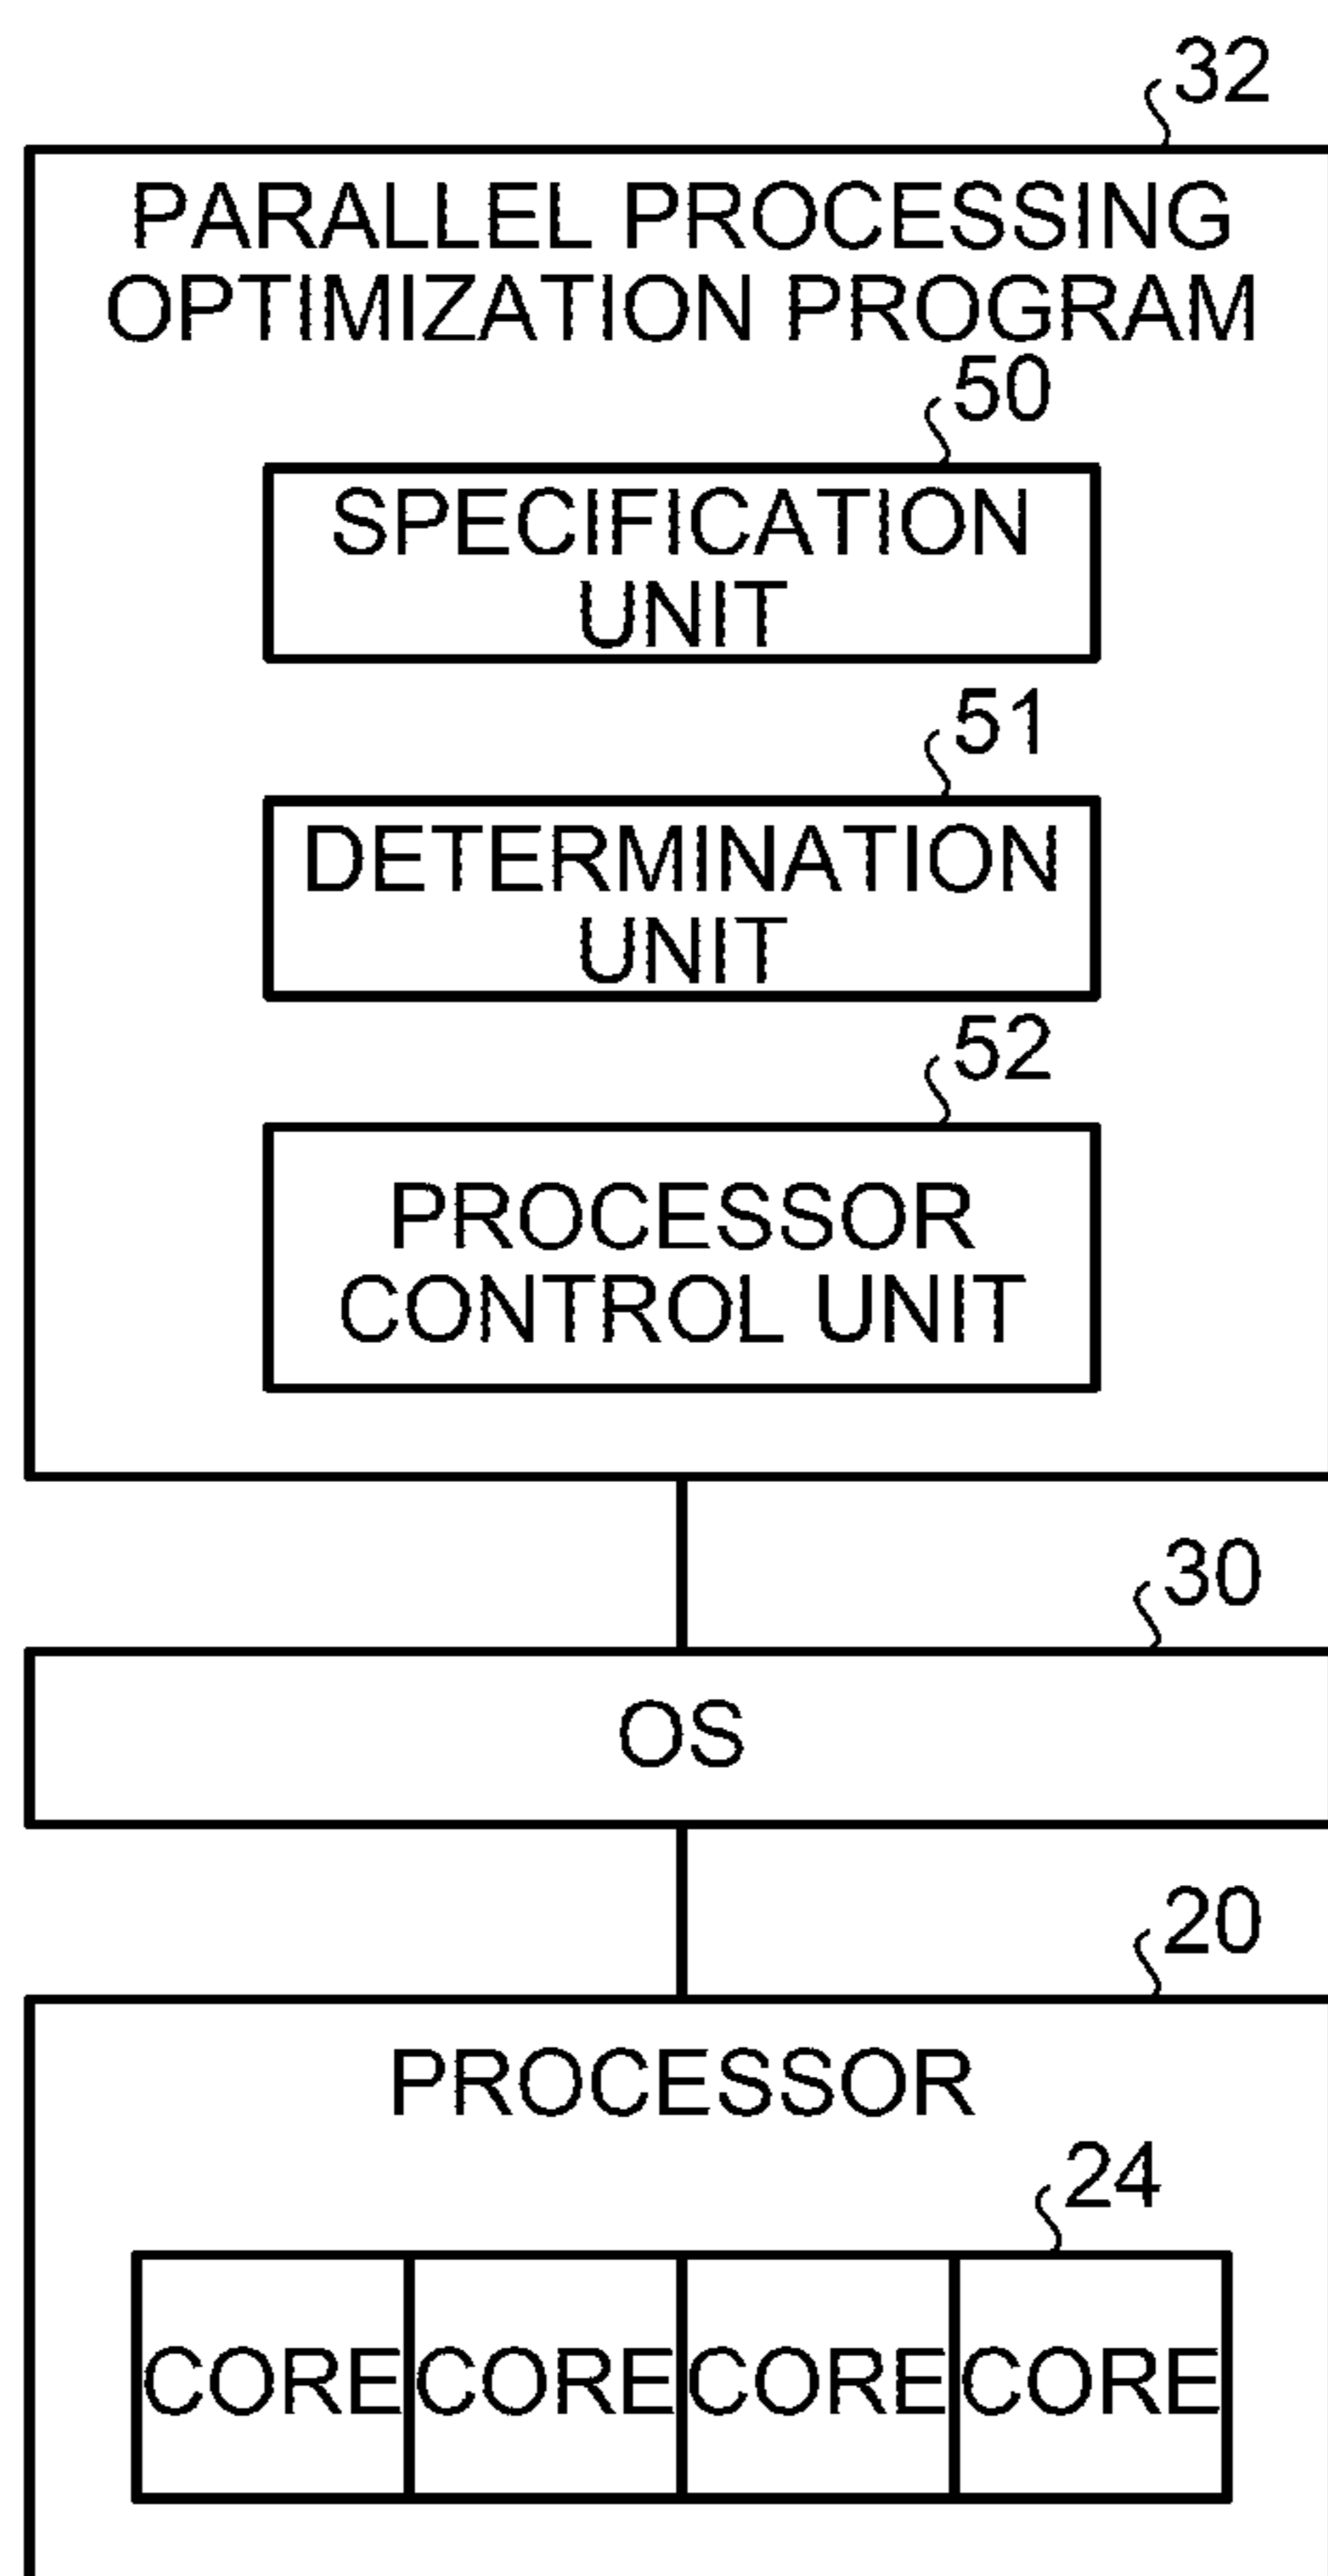 32
PARALLEL PROCESSING
OPTIMIZATION PROGRAM
50
SPECIFICATION
UNIT
51
DETERMINATION
UNIT
52
PROCESSOR
CONTROL UNIT
30
OS
20
PROCESSOR
24
CORE CORE CORE CORE